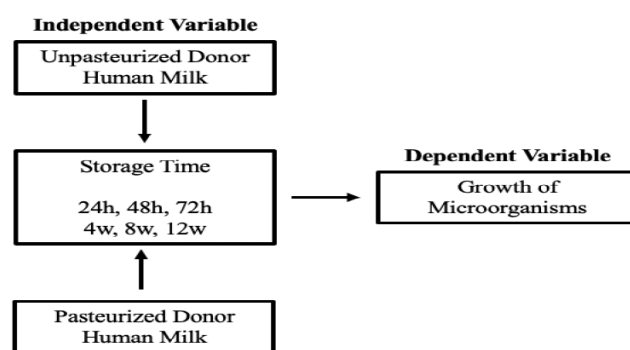 Independent Variable
Unpasteurized Donor
Human Milk
Storage Time
24h, 48h, 72h
4w, 8w, 12w
Dependent Variable
Growth of
Microorganisms
Pasteurized Donor
Human Milk